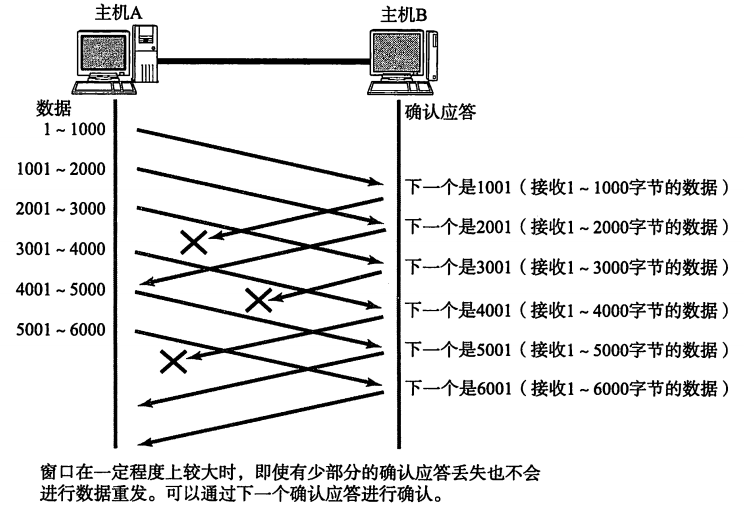 主机A
主机B
数据
确认应答
1～1000
1001～2000
2001～3000
3001～4000
4001～5000
5001～6000
下一个是1001（接收1～1000字节的数据）
下一个是2001（接收1～2000字节的数据）
下一个是3001（接收1～3000字节的数据）
下一个是4001（接收1～4000字节的数据）
下一个是5001（接收1～5000字节的数据）
下一个是6001（接收1～6000字节的数据）
窗口在一定程度上较大时，即使有少部分的确认应答丢失也不会
进行数据重发。可以通过下一个确认应答进行确认。